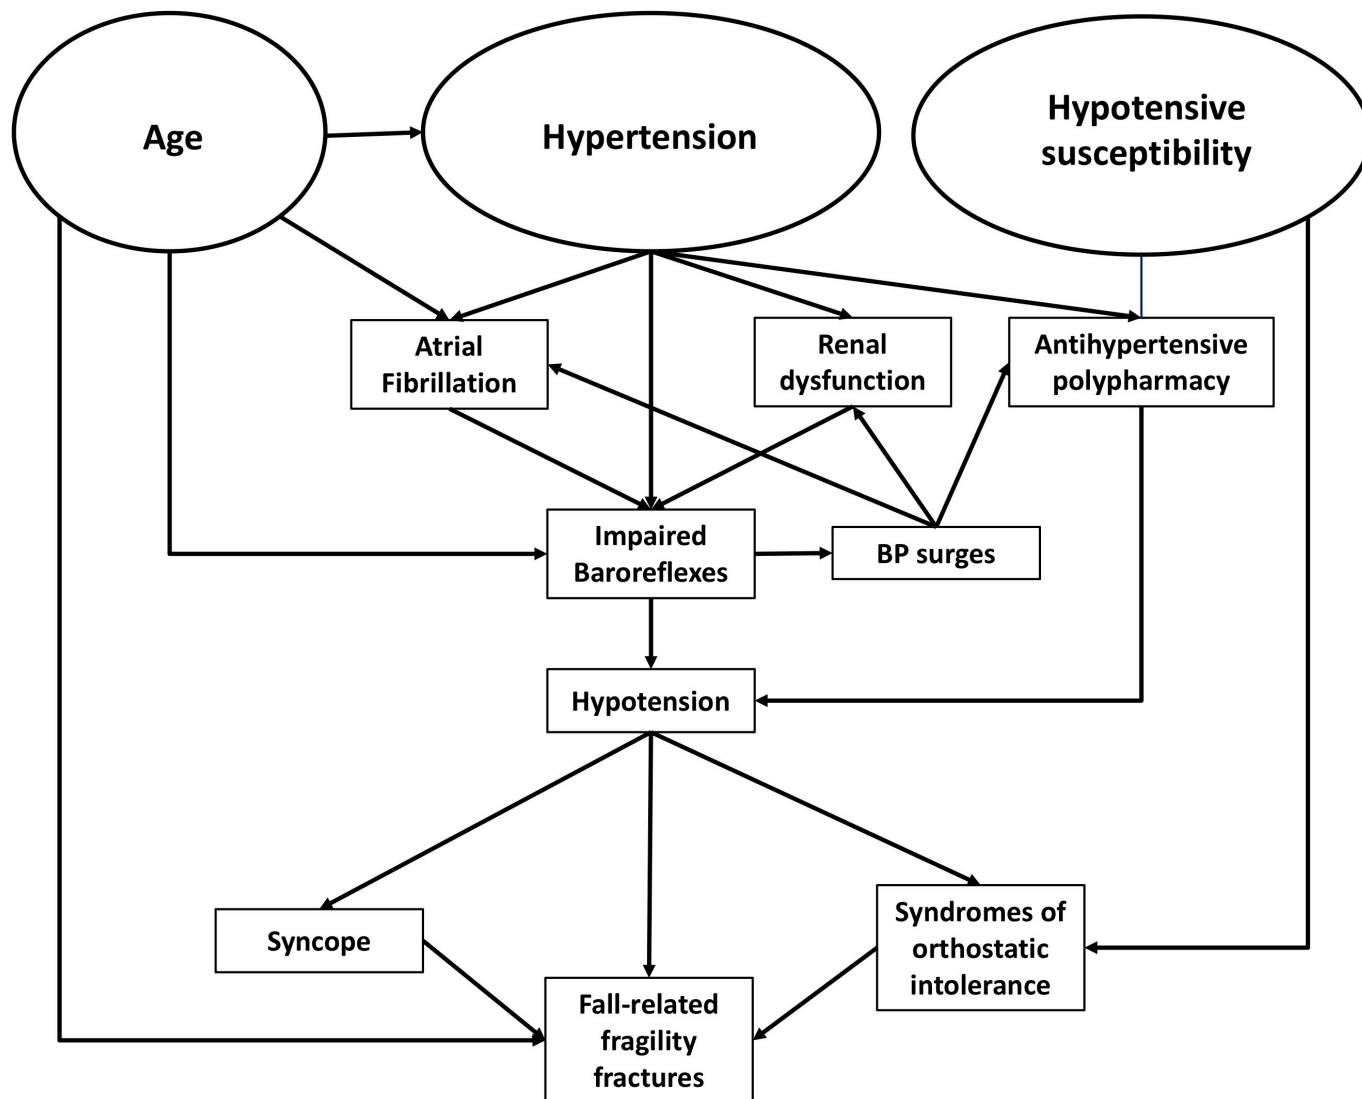 Age
Hypertension
Hypotensive
susceptibility
Atrial
Fibrillation
Renal
dysfunction
Antihypertensive
polypharmacy
Impaired
Baroreflexes
BP surges
Hypotension
Syncope
Syndromes of
orthostatic
intolerance
Fall-related
fragility
fractures